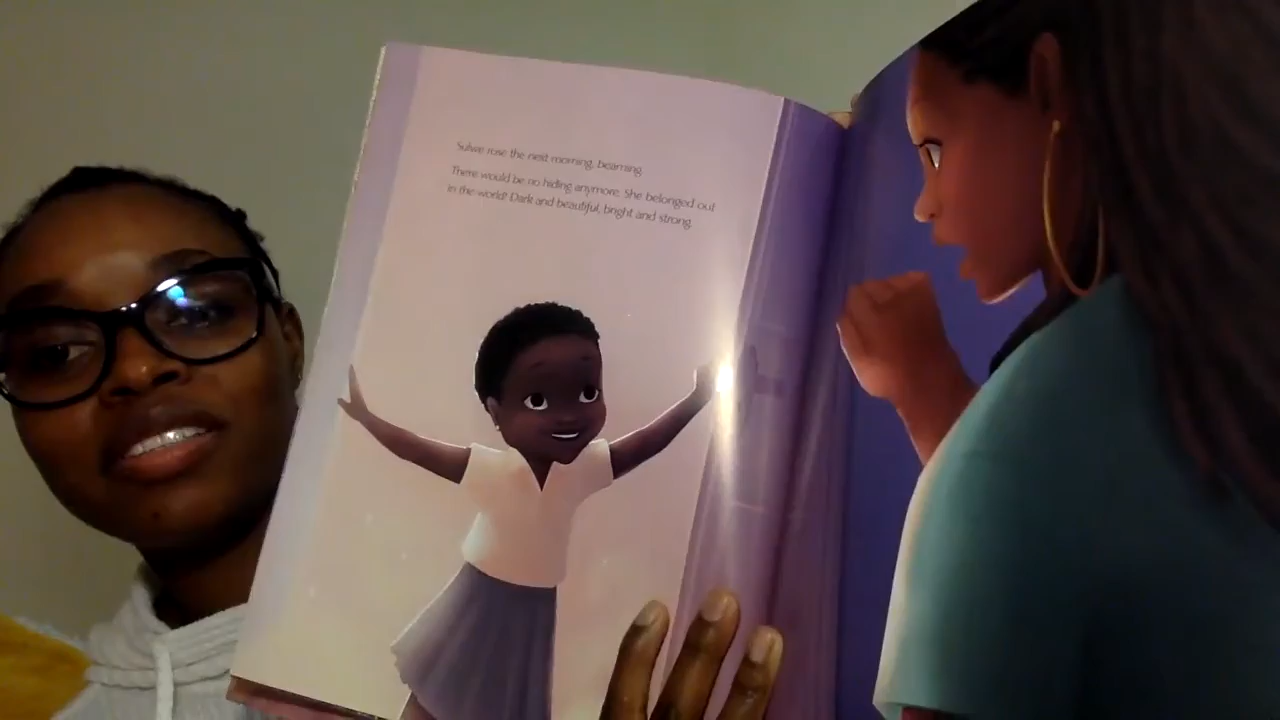 Sulwe rose the next morning, beaming.
There would be no hiding anymore. She belonged out
in the world! Dark and beautiful, bright and strong.